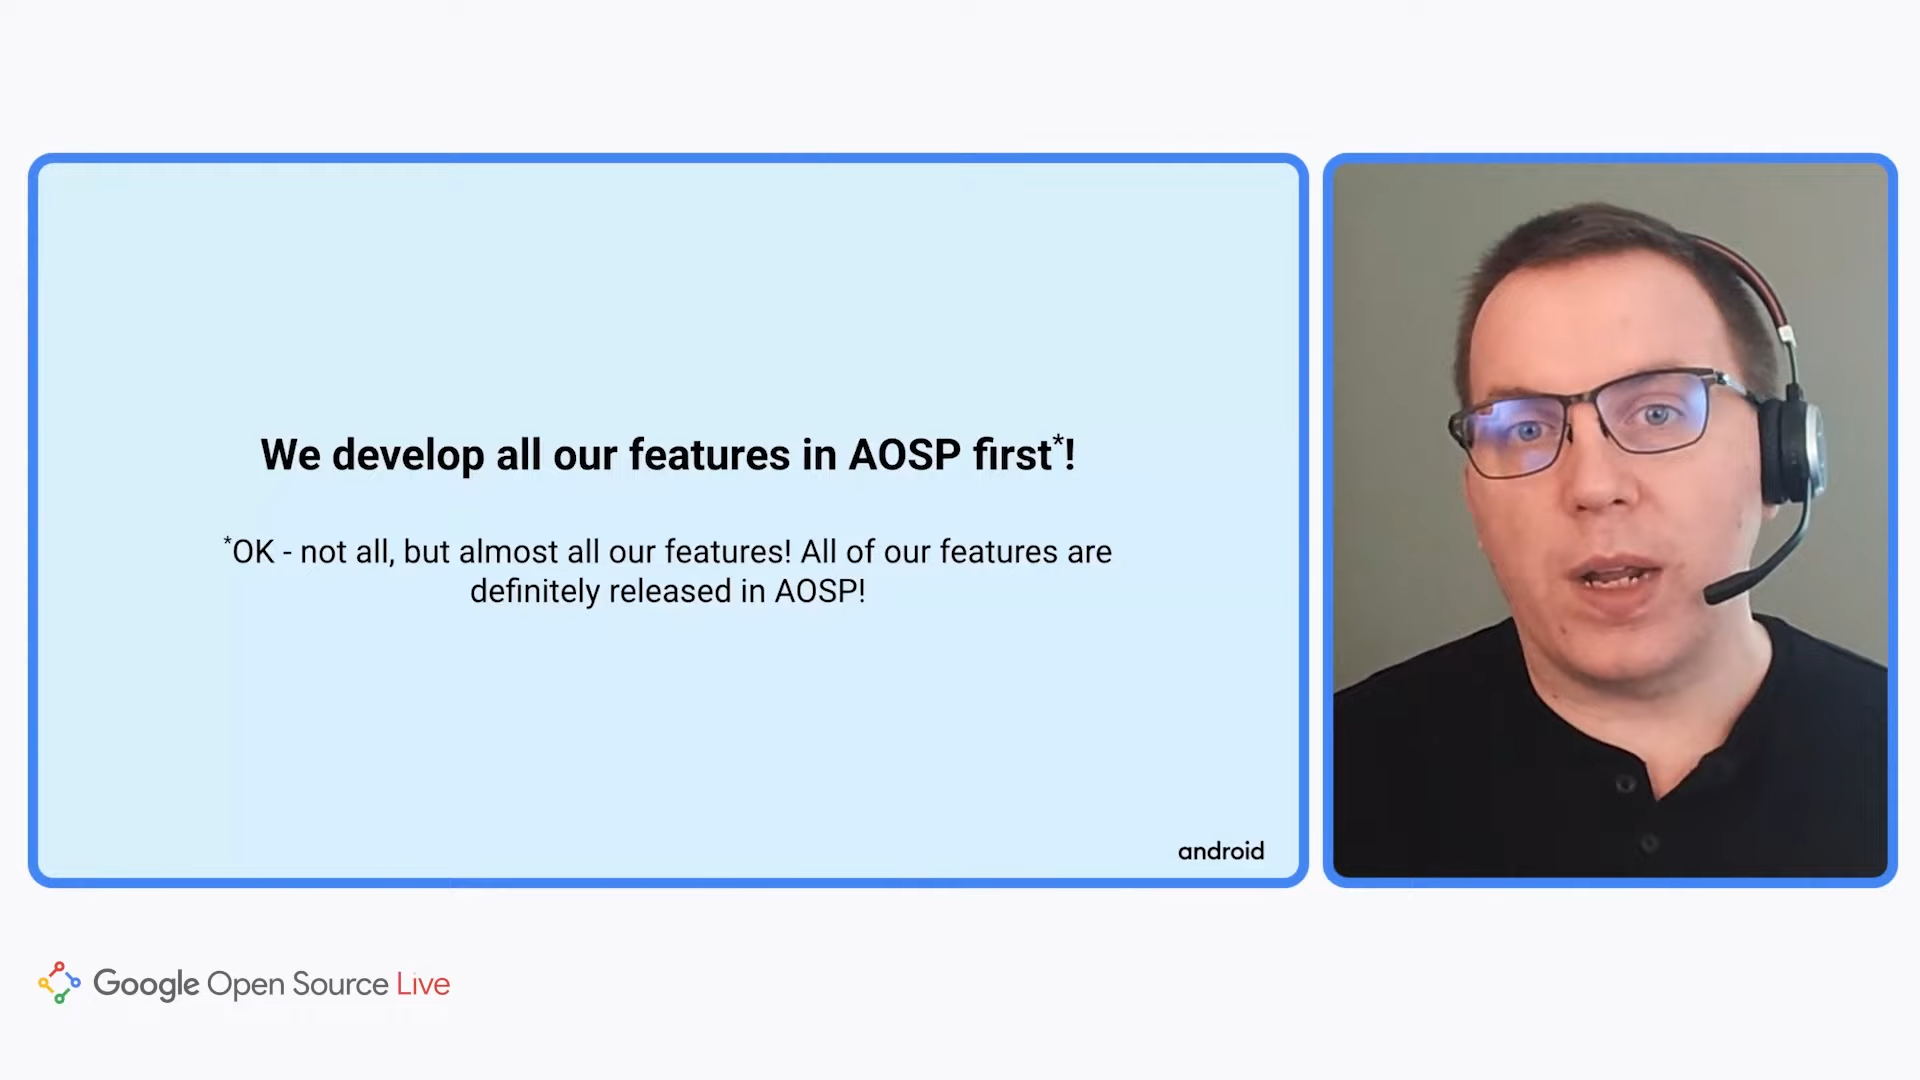 We develop all our features in AOSP first*!
*OK - not all, but almost all our features! All of our features are
definitely released in AOSP!
android
Google Open Source Live